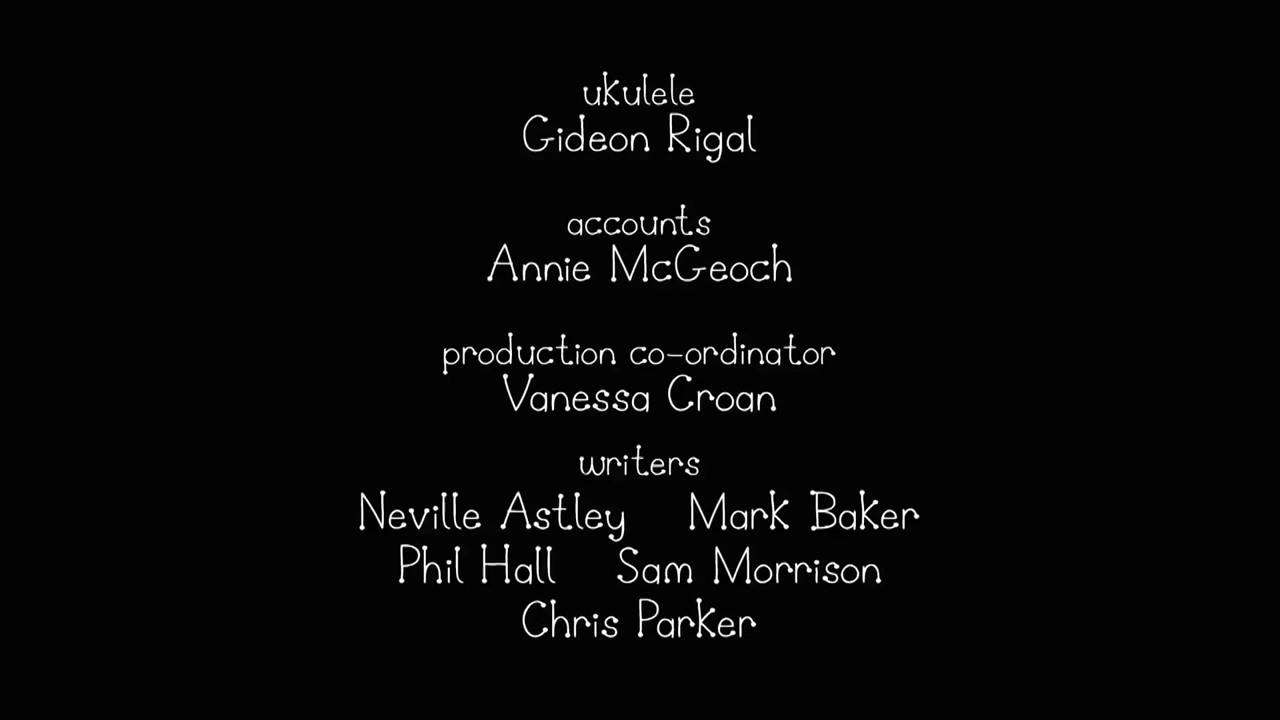 ukulele
Gideon Rigal
accounts
Annie McGeoch
production co-ordinator
Vanessa Croan
writers
Neville Astley Mark Baker
Phil Hall Sam Morrison
Chris Parker